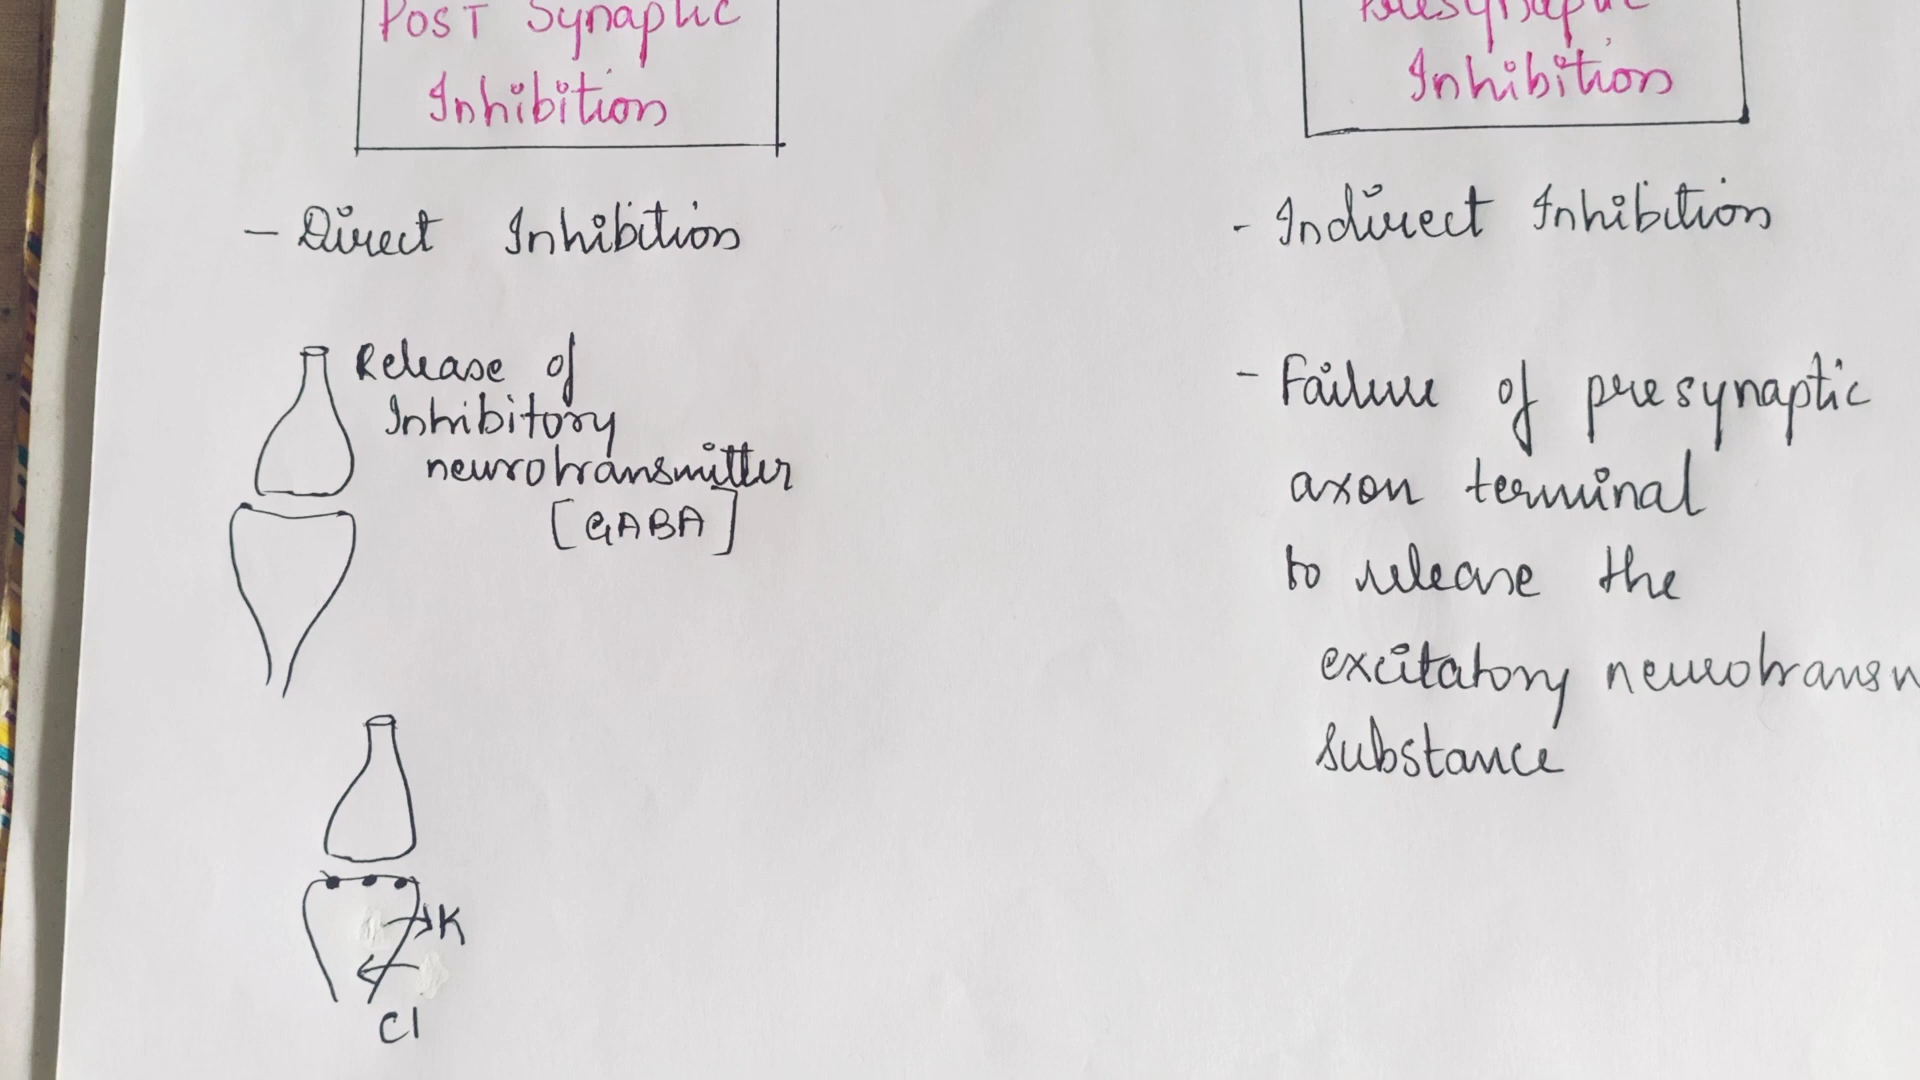 Post Synaptic
Inhibition
- Direct Inhibition
Release of
Inhibitory
neurotransmitter
[GABA]
K
Cl
Presynaptic
Inhibition
- Indirect Inhibition
- Failure of presynaptic
axon terminal
to release the
excitatory neurotransm
substance